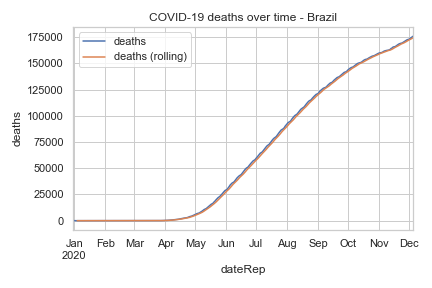 COVID-19 deaths over time - Brazil
deaths
deaths (rolling)
175000
150000
125000
100000
75000
50000
25000
0
deaths
Jan Feb Mar Apr May Jun Jul Aug Sep Oct Nov Dec
2020
dateRep